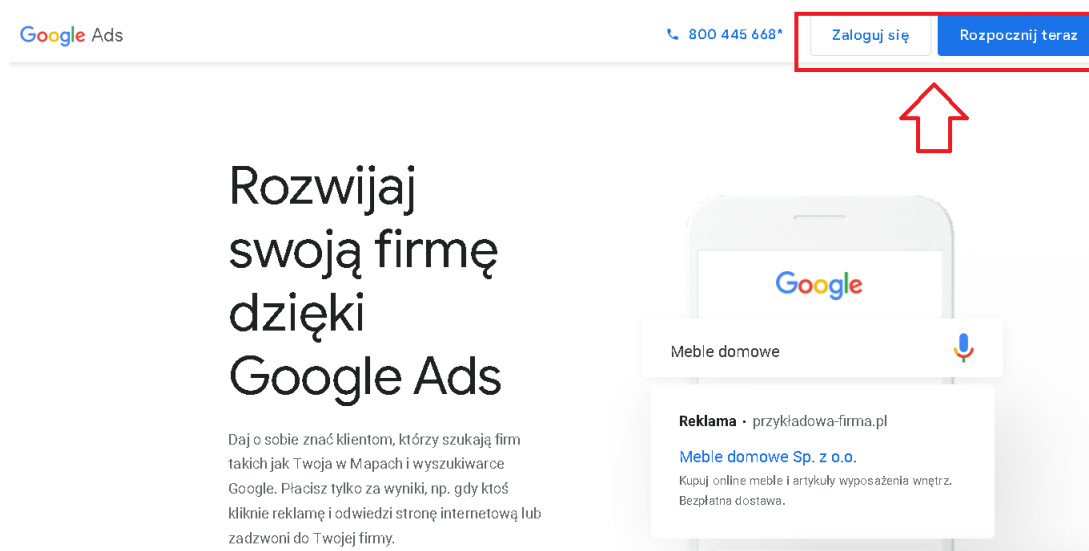 Google Ads
800 445 668*
Zaloguj się
Rozpocznij teraz
Rozwijaj
swoją firmę
dzięki
Google Ads
Daj o sobie znać klientom, którzy szukają firm
takich jak Twoja w Mapach i wyszukiwarce
Google. Płacisz tylko za wyniki, np. gdy ktoś
kliknie reklamę i odwiedzi stronę internetową lub
zadzwoni do Twojej firmy.
Google
Meble domowe
Reklama · przykładowa-firma.pl
Meble domowe Sp. z o.o.
Kupuj online meble i artykuły wyposażenia wnętrz.
Bezpłatna dostawa.